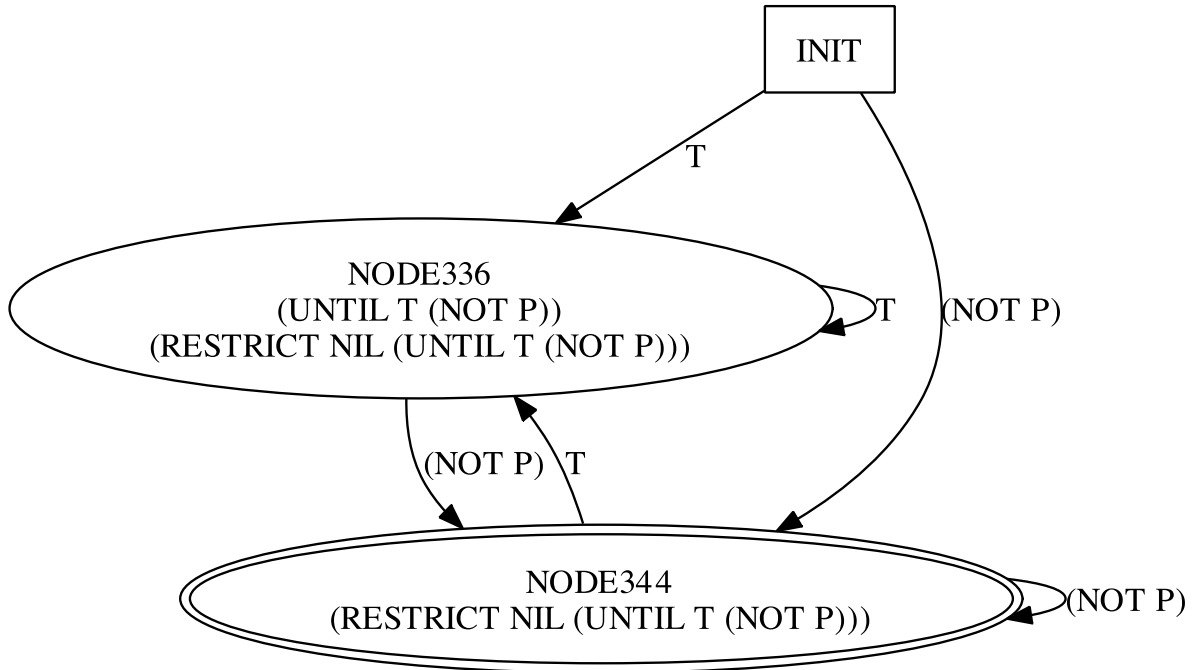 INIT
T
NODE336
(UNTIL T (NOT P))
(RESTRICT NIL (UNTIL T (NOT P)))
T
(NOT P)
(NOT P)
T
NODE344
(RESTRICT NIL (UNTIL T (NOT P)))
(NOT P)